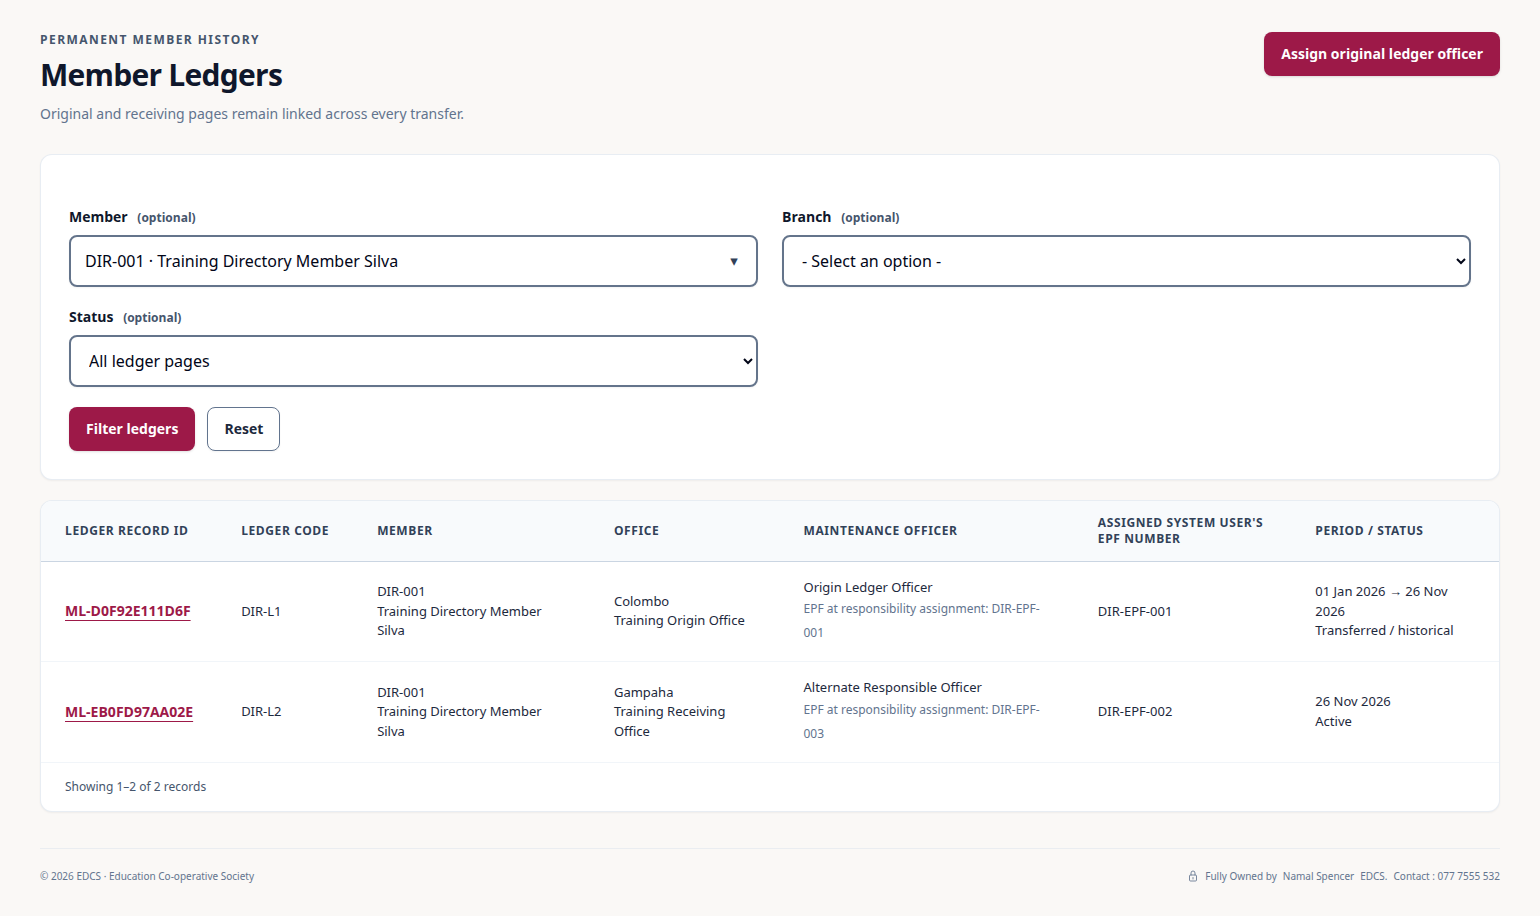 PERMANENT MEMBER HISTORY
Member Ledgers
Original and receiving pages remain linked across every transfer.
Assign original ledger officer
Member (optional)
DIR-001 · Training Directory Member Silva
Branch (optional)
- Select an option -
Status (optional)
All ledger pages
Filter ledgers
Reset
LEDGER RECORD ID
LEDGER CODE
MEMBER
OFFICE
MAINTENANCE OFFICER
ASSIGNED SYSTEM USER'S
EPF NUMBER
PERIOD / STATUS
ML-D0F92E111D6F
DIR-L1
DIR-001
Training Directory Member
Silva
Colombo
Training Origin Office
Origin Ledger Officer
EPF at responsibility assignment: DIR-EPF-
001
DIR-EPF-001
01 Jan 2026 → 26 Nov
2026
Transferred / historical
ML-EB0FD97AA02E
DIR-L2
DIR-001
Training Directory Member
Silva
Gampaha
Training Receiving
Office
Alternate Responsible Officer
EPF at responsibility assignment: DIR-EPF-
003
DIR-EPF-002
26 Nov 2026
Active
Showing 1–2 of 2 records
© 2026 EDCS · Education Co-operative Society
Fully Owned by Namal Spencer EDCS. Contact : 077 7555 532